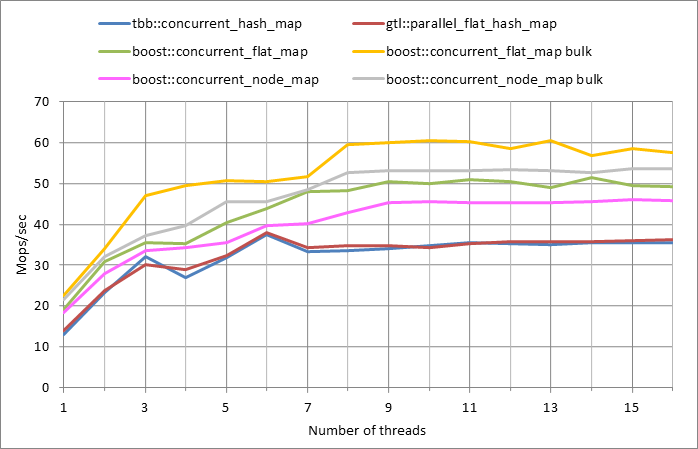 tbb::concurrent_hash_map gtl::parallel_flat_hash_map
boost::concurrent_flat_map boost::concurrent_flat_map bulk
boost::concurrent_node_map boost::concurrent_node_map bulk
70
60
50
40
30
20
10
0
Mops/sec
1 3 5 7 9 11 13 15
Number of threads